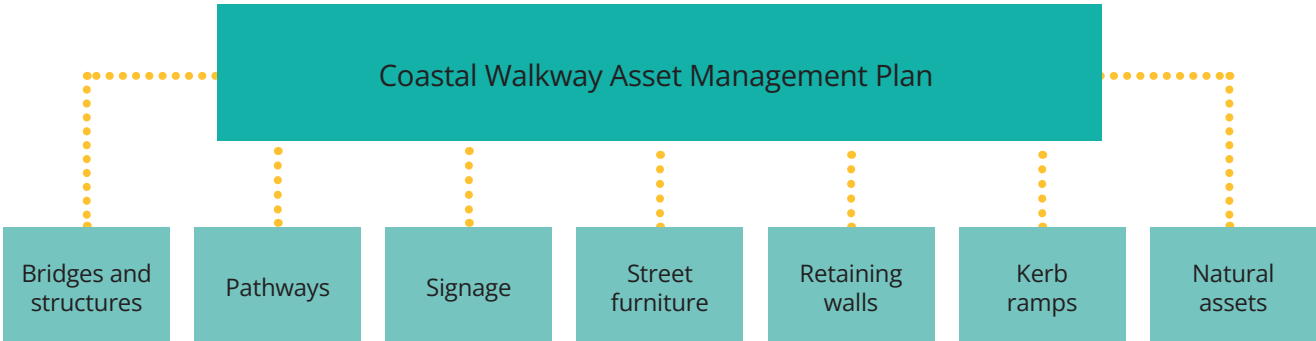 Coastal Walkway Asset Management Plan
Bridges and
structures
Pathways
Signage
Street
furniture
Retaining
walls
Kerb
ramps
Natural
assets